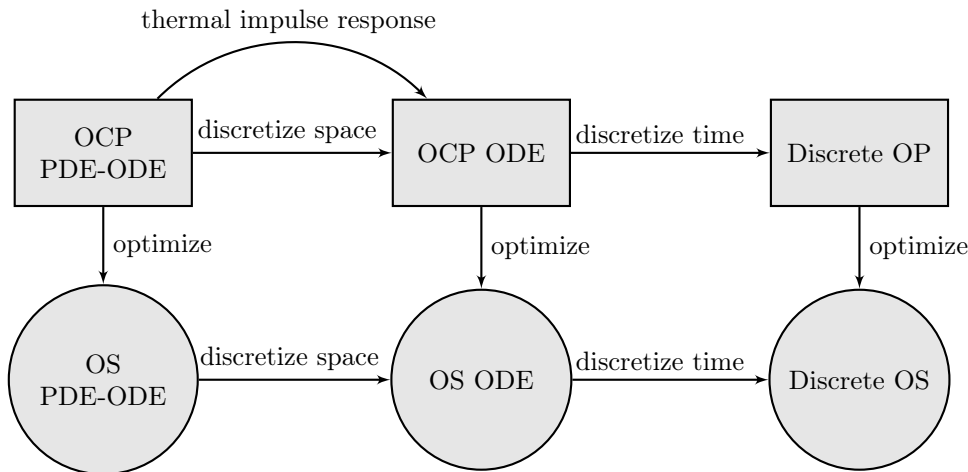 thermal impulse response
OCP
PDE-ODE
discretize space
OCP ODE
discretize time
Discrete OP
optimize
optimize
optimize
OS
PDE-ODE
discretize space
OS ODE
discretize time
Discrete OS